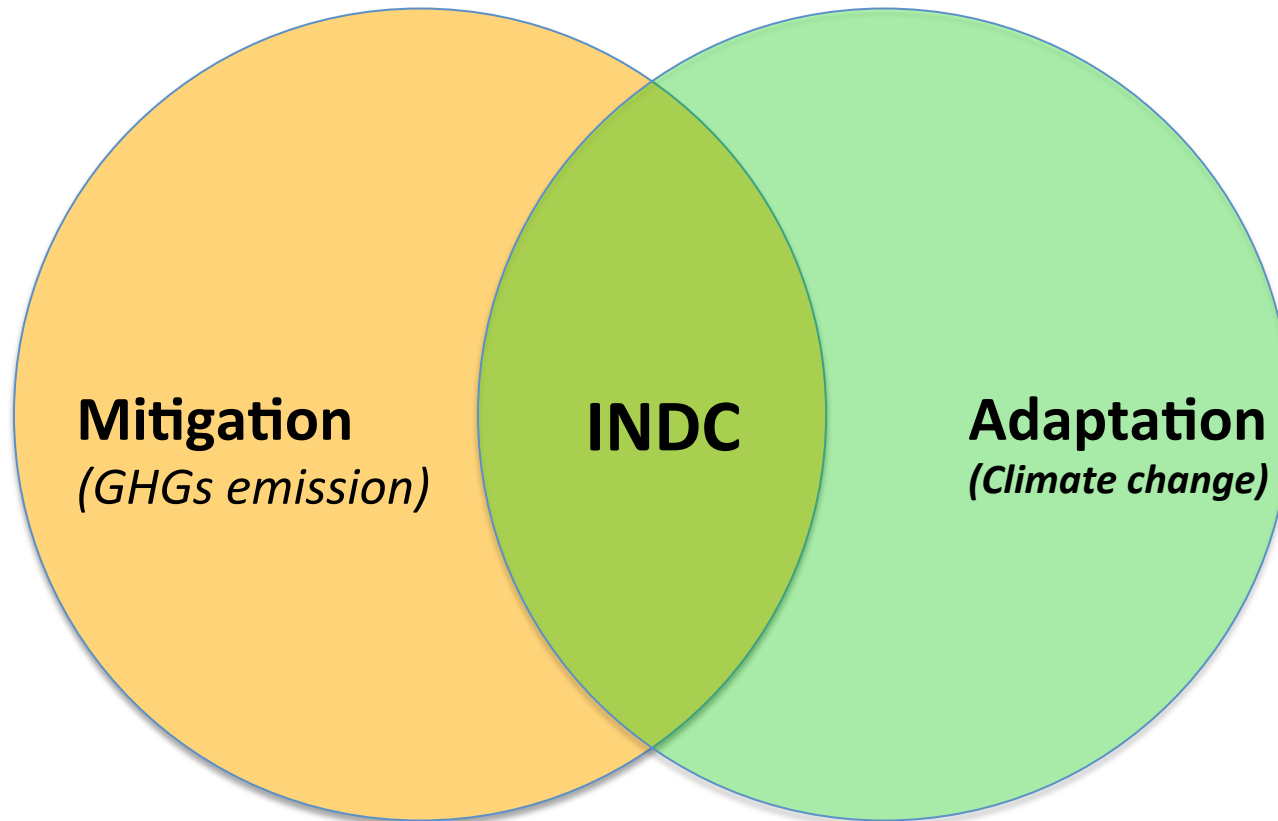 Mitigation
(GHGs emission)
INDC
Adaptation
(Climate change)